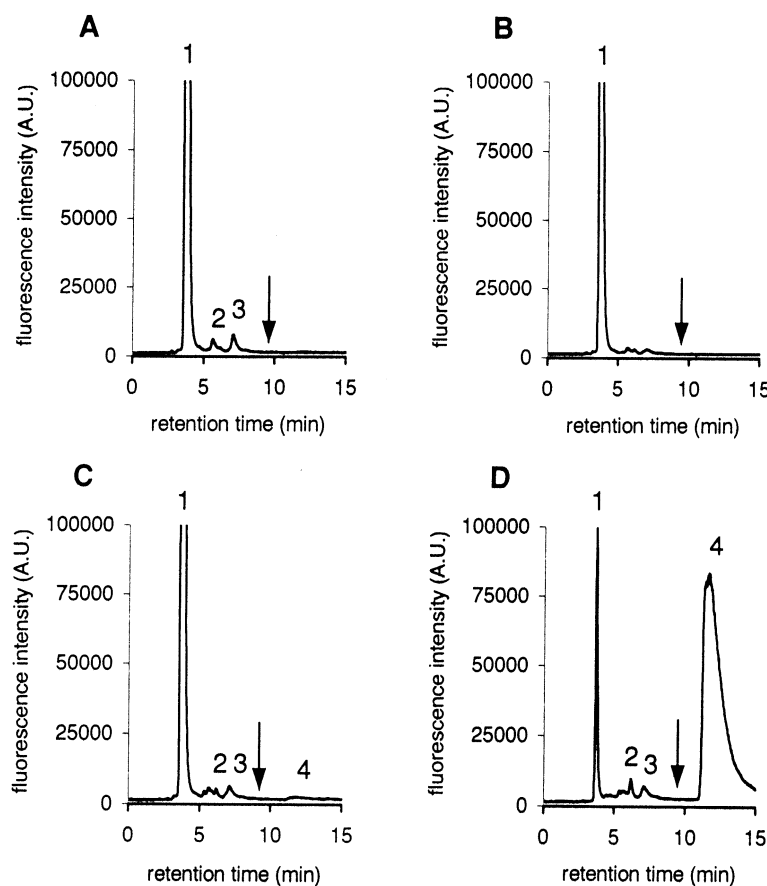 A
1
fluorescence intensity (A.U.)
100000
75000
50000
25000
0
2
3
0 5 10 15
retention time (min)
B
1
fluorescence intensity (A.U.)
100000
75000
50000
25000
0
0 5 10 15
retention time (min)
C
1
fluorescence intensity (A.U.)
100000
75000
50000
25000
0
2 3
4
0 5 10 15
retention time (min)
D
1
4
fluorescence intensity (A.U.)
100000
75000
50000
25000
0
2
3
0 5 10 15
retention time (min)